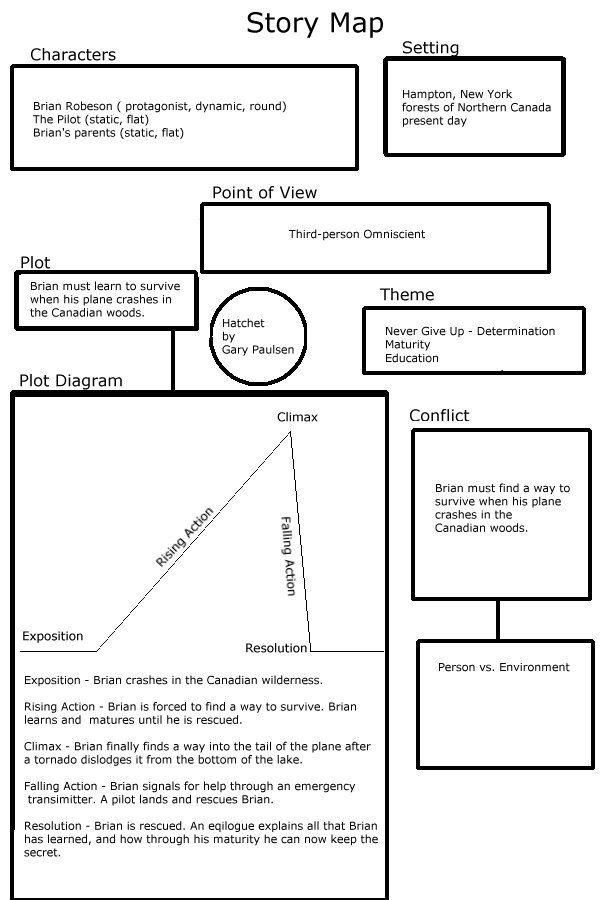 Story Map
Characters
Setting
Brian Robeson ( protagonist, dynamic, round)
The Pilot (static, flat)
Brian's parents (static, flat)
Hampton, New York
forests of Northern Canada
present day
Point of View
Third-person Omniscient
Plot
Brian must learn to survive
when his plane crashes in
the Canadian woods.
Hatchet
by
Gary Paulsen
Theme
Never Give Up - Determination
Maturity
Education
Plot Diagram
Climax
Rising Action
Falling Action
Exposition
Resolution
Conflict
Brian must find a way to
survive when his plane
crashes in the
Canadian woods.
Person vs. Environment
Exposition - Brian crashes in the Canadian wilderness.
Rising Action - Brian is forced to find a way to survive. Brian
learns and  matures until he is rescued.
Climax - Brian finally finds a way into the tail of the plane after
a tornado dislodges it from the bottom of the lake.
Falling Action - Brian signals for help through an emergency
transimitter. A pilot lands and rescues Brian.
Resolution - Brian is rescued. An eqilogue explains all that Brian
has learned, and how through his maturity he can now keep the
secret.